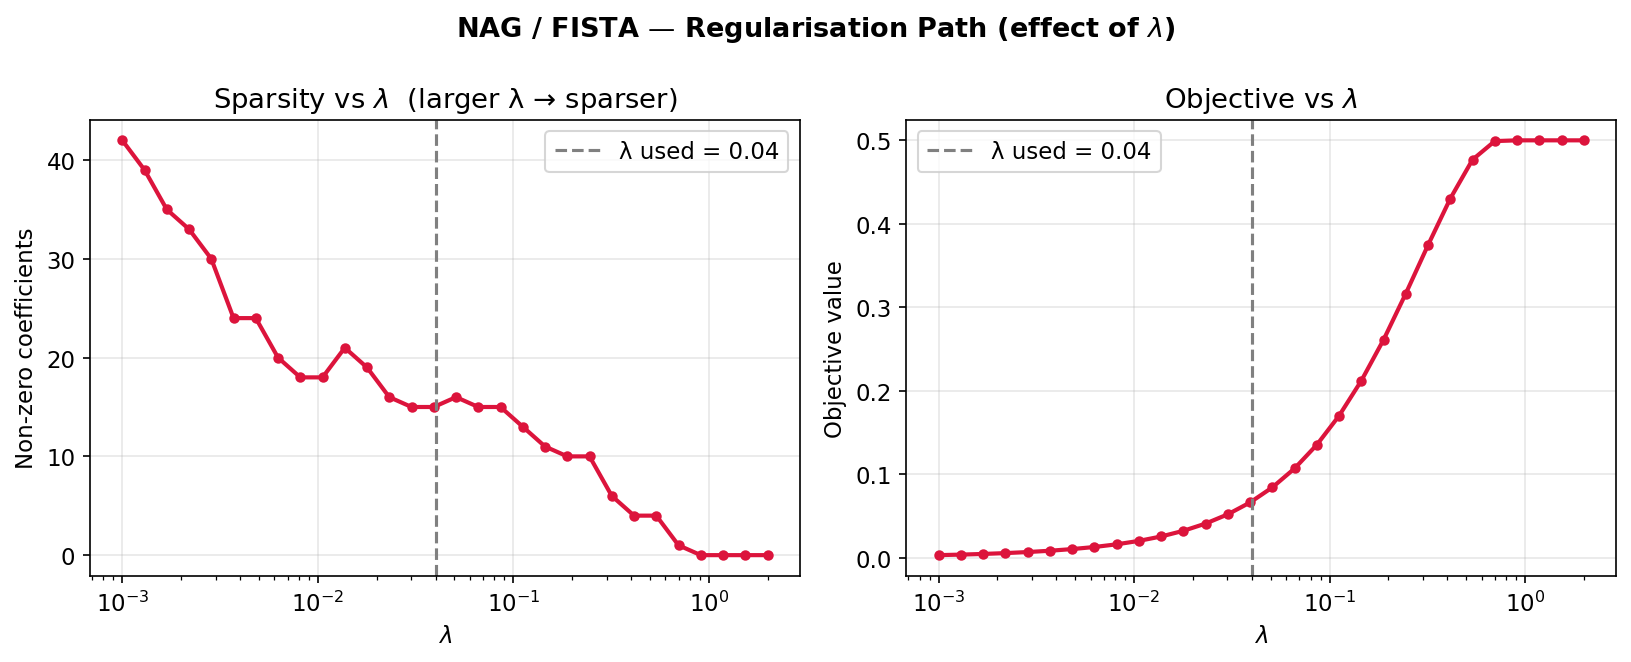 NAG / FISTA — Regularisation Path (effect of λ)
Sparsity vs λ (larger λ → sparser)
λ used = 0.04
Non-zero coefficients
40
30
20
10
0
10⁻³
10⁻²
10⁻¹
10⁰
λ
Objective vs λ
λ used = 0.04
Objective value
0.5
0.4
0.3
0.2
0.1
0.0
10⁻³
10⁻²
10⁻¹
10⁰
λ